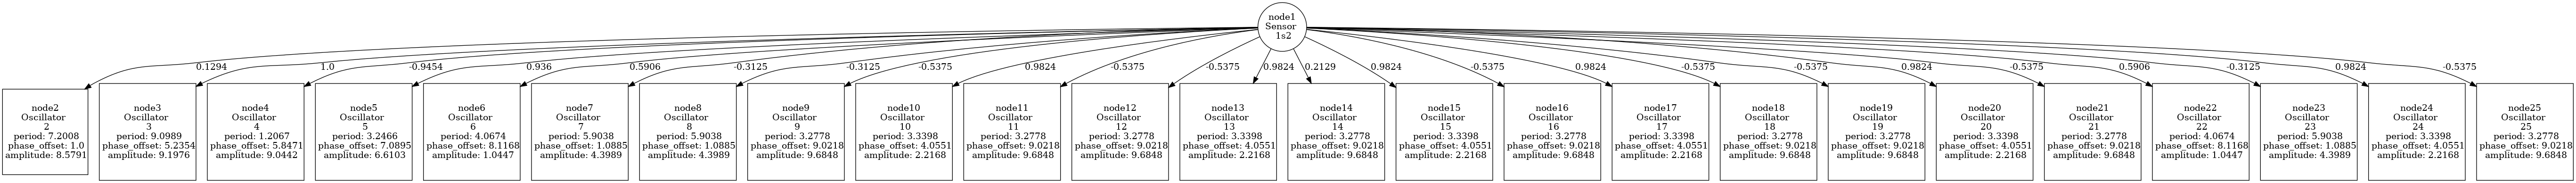 node1
Sensor
1s2
0.1294
1.0
-0.9454
0.936
0.5906
-0.3125
-0.3125
-0.5375
0.9824
-0.5375
-0.5375
0.9824
0.2129
0.9824
-0.5375
0.9824
-0.5375
-0.5375
0.9824
-0.5375
0.5906
-0.3125
0.9824
-0.5375
node2
Oscillator
2
period: 7.2008
phase_offset: 1.0
amplitude: 8.5791
node3
Oscillator
3
period: 9.0989
phase_offset: 5.2354
amplitude: 9.1976
node4
Oscillator
4
period: 1.2067
phase_offset: 5.8471
amplitude: 9.0442
node5
Oscillator
5
period: 3.2466
phase_offset: 7.0895
amplitude: 6.6103
node6
Oscillator
6
period: 4.0674
phase_offset: 8.1168
amplitude: 1.0447
node7
Oscillator
7
period: 5.9038
phase_offset: 1.0885
amplitude: 4.3989
node8
Oscillator
8
period: 5.9038
phase_offset: 1.0885
amplitude: 4.3989
node9
Oscillator
9
period: 3.2778
phase_offset: 9.0218
amplitude: 9.6848
node10
Oscillator
10
period: 3.3398
phase_offset: 4.0551
amplitude: 2.2168
node11
Oscillator
11
period: 3.2778
phase_offset: 9.0218
amplitude: 9.6848
node12
Oscillator
12
period: 3.2778
phase_offset: 9.0218
amplitude: 9.6848
node13
Oscillator
13
period: 3.3398
phase_offset: 4.0551
amplitude: 2.2168
node14
Oscillator
14
period: 3.2778
phase_offset: 9.0218
amplitude: 9.6848
node15
Oscillator
15
period: 3.3398
phase_offset: 4.0551
amplitude: 2.2168
node16
Oscillator
16
period: 3.2778
phase_offset: 9.0218
amplitude: 9.6848
node17
Oscillator
17
period: 3.3398
phase_offset: 4.0551
amplitude: 2.2168
node18
Oscillator
18
period: 3.2778
phase_offset: 9.0218
amplitude: 9.6848
node19
Oscillator
19
period: 3.2778
phase_offset: 9.0218
amplitude: 9.6848
node20
Oscillator
20
period: 3.3398
phase_offset: 4.0551
amplitude: 2.2168
node21
Oscillator
21
period: 3.2778
phase_offset: 9.0218
amplitude: 9.6848
node22
Oscillator
22
period: 4.0674
phase_offset: 8.1168
amplitude: 1.0447
node23
Oscillator
23
period: 5.9038
phase_offset: 1.0885
amplitude: 4.3989
node24
Oscillator
24
period: 3.3398
phase_offset: 4.0551
amplitude: 2.2168
node25
Oscillator
25
period: 3.2778
phase_offset: 9.0218
amplitude: 9.6848